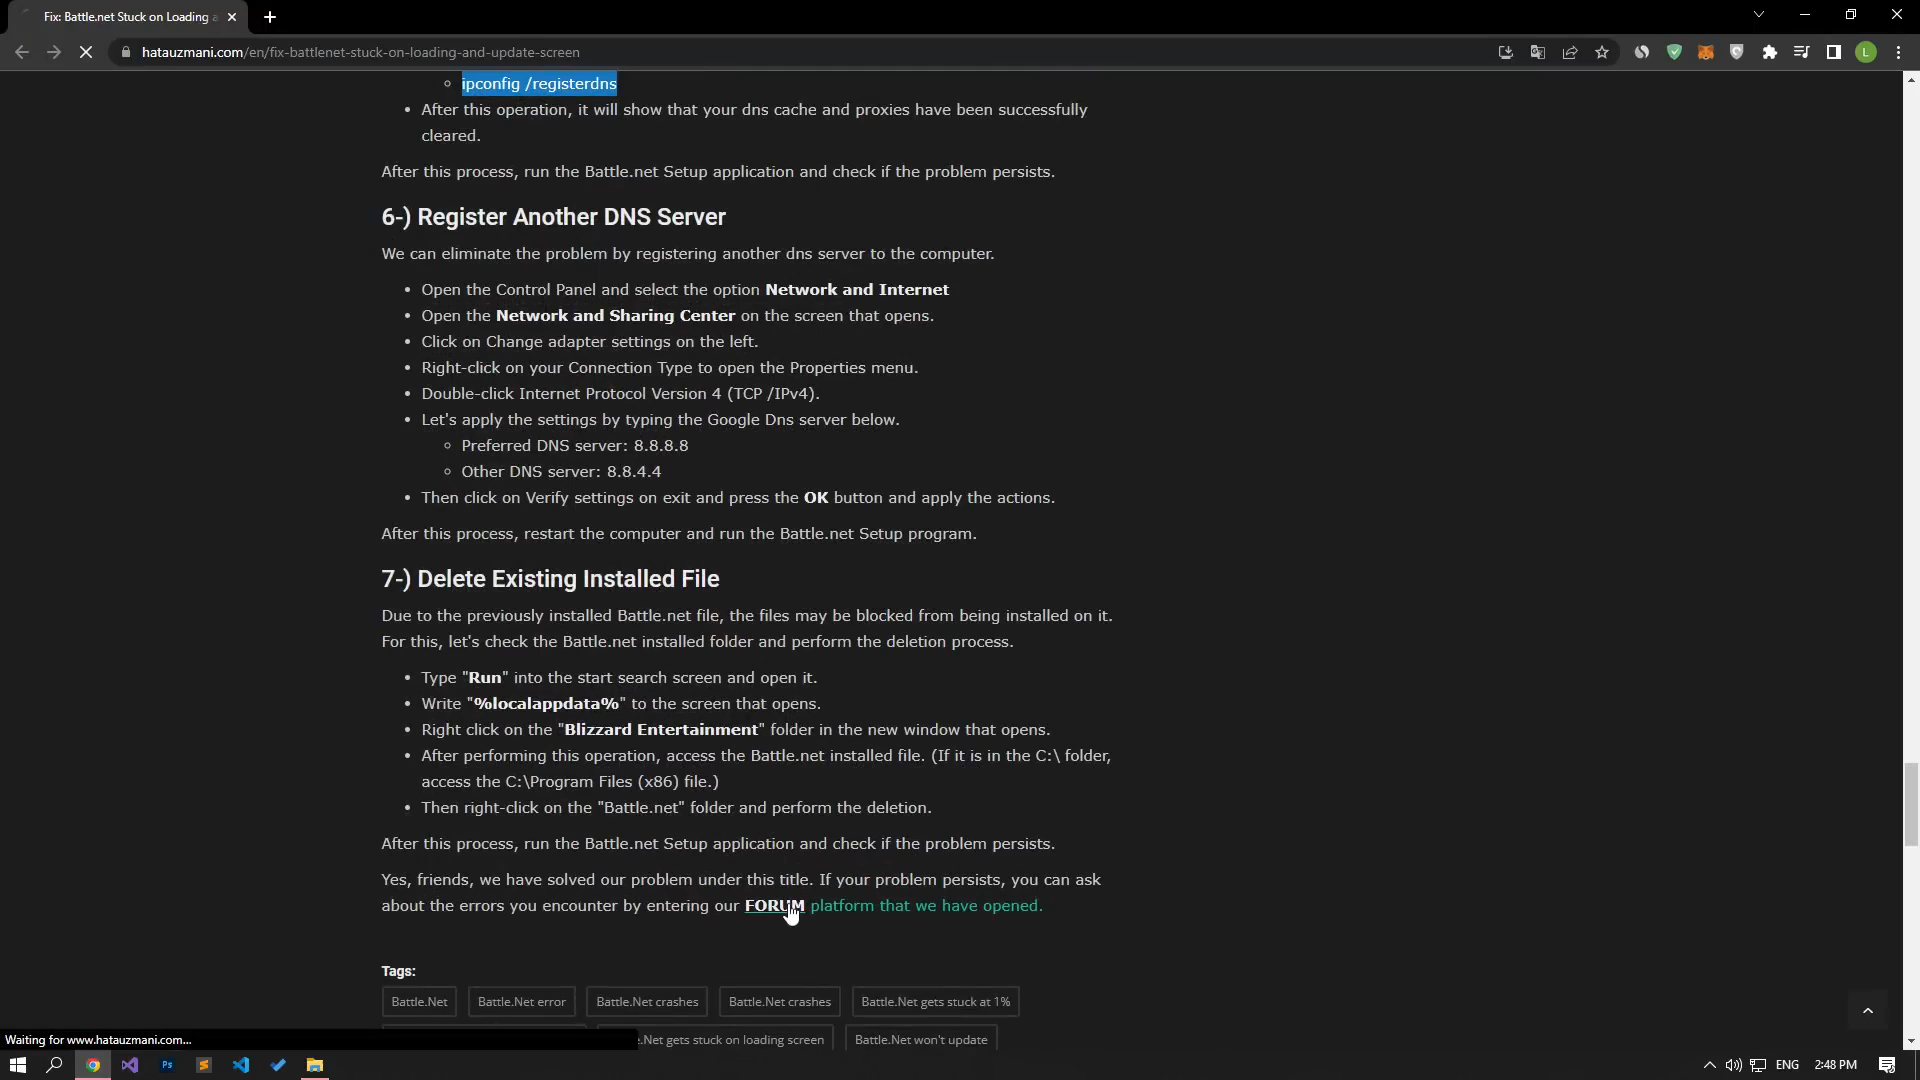 Fix: Battle.net Stuck on Loading a
hatauzmani.com/en/fix-battlenet-stuck-on-loading-and-update-screen
L
ipconfig /registerdns
After this operation, it will show that your dns cache and proxies have been successfully
cleared.
After this process, run the Battle.net Setup application and check if the problem persists.
6-) Register Another DNS Server
We can eliminate the problem by registering another dns server to the computer.
Open the Control Panel and select the option Network and Internet
Open the Network and Sharing Center on the screen that opens.
Click on Change adapter settings on the left.
Right-click on your Connection Type to open the Properties menu.
Double-click Internet Protocol Version 4 (TCP /IPv4).
Let's apply the settings by typing the Google Dns server below.
Preferred DNS server: 8.8.8.8
Other DNS server: 8.8.4.4
Then click on Verify settings on exit and press the OK button and apply the actions.
After this process, restart the computer and run the Battle.net Setup program.
7-) Delete Existing Installed File
Due to the previously installed Battle.net file, the files may be blocked from being installed on it.
For this, let's check the Battle.net installed folder and perform the deletion process.
Type "Run" into the start search screen and open it.
Write "%localappdata%" to the screen that opens.
Right click on the "Blizzard Entertainment" folder in the new window that opens.
After performing this operation, access the Battle.net installed file. (If it is in the C:\ folder,
access the C:\Program Files (x86) file.)
Then right-click on the "Battle.net" folder and perform the deletion.
After this process, run the Battle.net Setup application and check if the problem persists.
Yes, friends, we have solved our problem under this title. If your problem persists, you can ask
about the errors you encounter by entering our FORUM platform that we have opened.
Tags:
Battle.Net Battle.Net error Battle.Net crashes Battle.Net crashes Battle.Net gets stuck at 1%
.Net gets stuck on loading screen Battle.Net won't update
Waiting for www.hatauzmani.com...
Ps ENG 2:48 PM